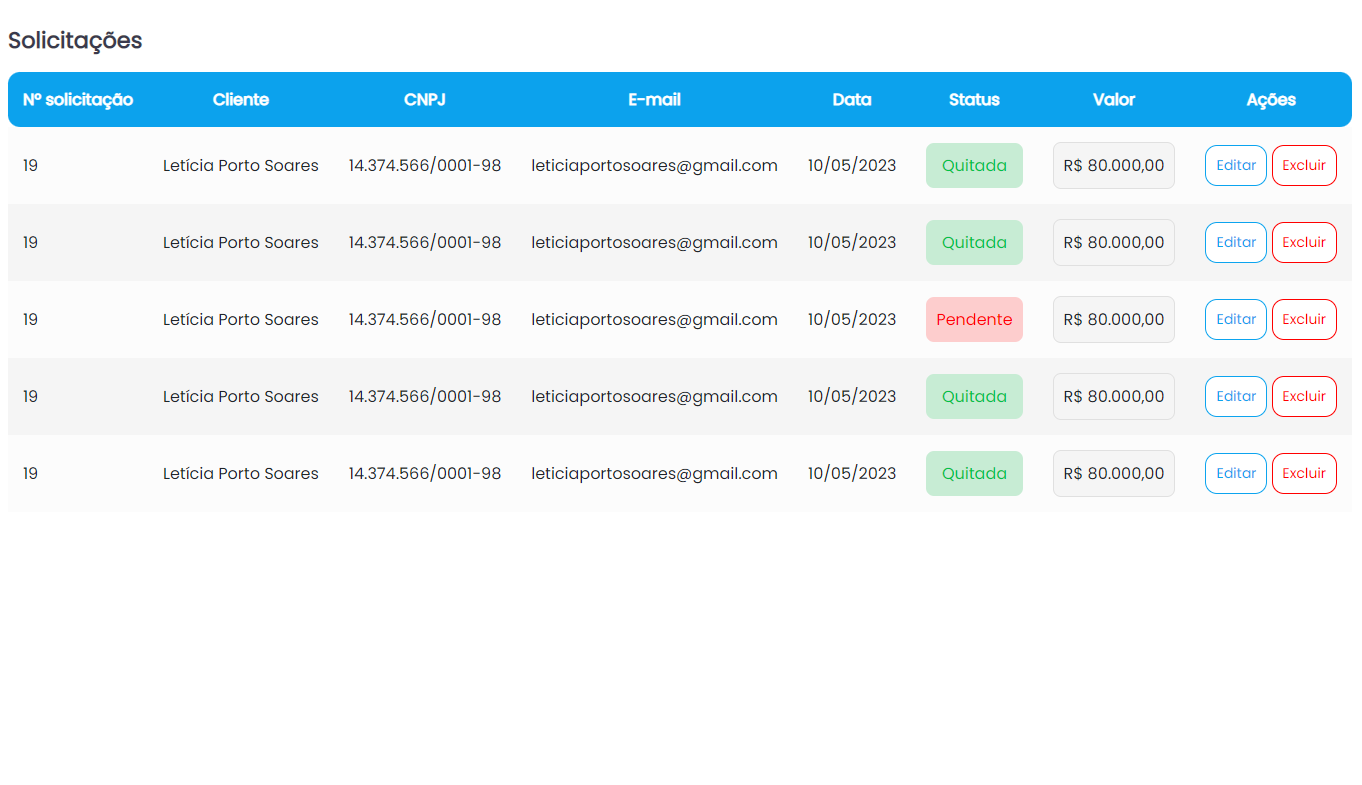 Solicitações
Nº solicitação Cliente CNPJ E-mail Data Status Valor Ações
19 Letícia Porto Soares 14.374.566/0001-98 leticiaportosoares@gmail.com 10/05/2023 Quitada R$ 80.000,00 Editar Excluir
19 Letícia Porto Soares 14.374.566/0001-98 leticiaportosoares@gmail.com 10/05/2023 Quitada R$ 80.000,00 Editar Excluir
19 Letícia Porto Soares 14.374.566/0001-98 leticiaportosoares@gmail.com 10/05/2023 Pendente R$ 80.000,00 Editar Excluir
19 Letícia Porto Soares 14.374.566/0001-98 leticiaportosoares@gmail.com 10/05/2023 Quitada R$ 80.000,00 Editar Excluir
19 Letícia Porto Soares 14.374.566/0001-98 leticiaportosoares@gmail.com 10/05/2023 Quitada R$ 80.000,00 Editar Excluir